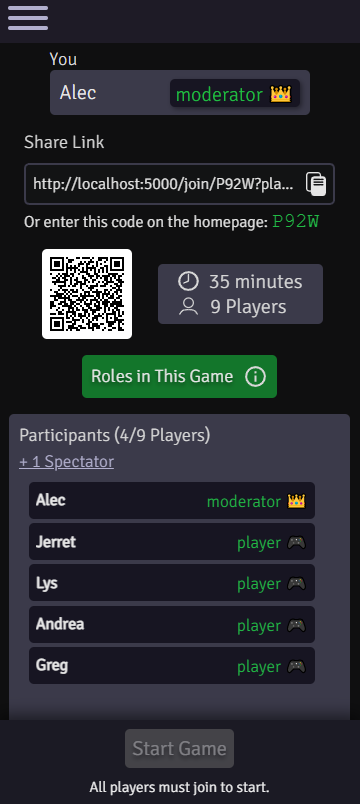 You
Alec moderator 👑
Share Link
http://localhost:5000/join/P92W?pla...
Or enter this code on the homepage: P92W
35 minutes
9 Players
Roles in This Game
Participants (4/9 Players)
+ 1 Spectator
Alec moderator 👑
Jerret player 🎮
Lys player 🎮
Andrea player 🎮
Greg player 🎮
Start Game
All players must join to start.